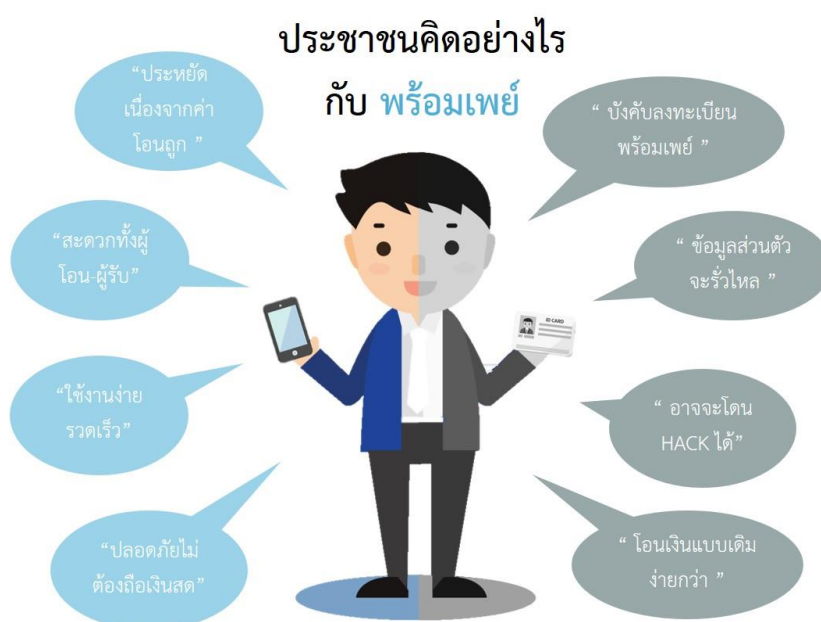 ประชาชนคิดอย่างไร
กับ พร้อมเพย์
“ประหยัด
เนื่องจากค่า
โอนถูก ”
“สะดวกทั้งผู้
โอน-ผู้รับ”
“ใช้งานง่าย
รวดเร็ว”
“ปลอดภัยไม่
ต้องถือเงินสด”
“ บังคับลงทะเบียน
พร้อมเพย์ ”
“ ข้อมูลส่วนตัว
จะรั่วไหล ”
“ อาจจะโดน
HACK ได้”
“ โอนเงินแบบเดิม
ง่ายกว่า ”
ID CARD